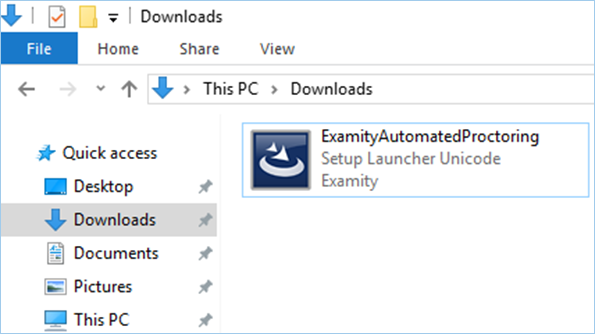 Downloads
File Home Share View
This PC Downloads
Quick access
Desktop
Downloads
Documents
Pictures
This PC
ExamityAutomatedProctoring
Setup Launcher Unicode
Examity